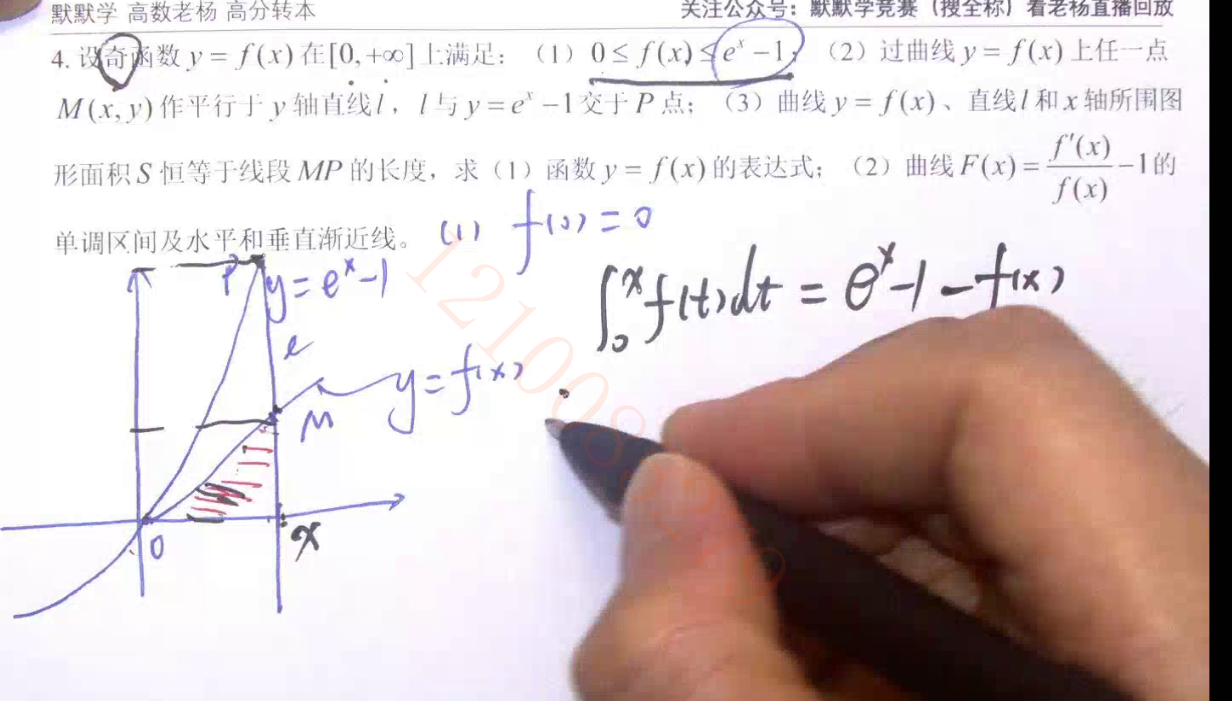 默默学 高数老杨 高分转本
关注公众号：默默学竞赛（搜全称）看老杨直播回放
4. 设奇函数 y = f(x) 在[0, +∞]上满足：（1）0 ≤ f(x) ≤ e^x − 1；（2）过曲线 y = f(x) 上任一点
M(x, y) 作平行于 y 轴直线 l，l 与 y = e^x − 1 交于 P 点；（3）曲线 y = f(x)、直线 l 和 x 轴所围图
形面积 S 恒等于线段 MP 的长度，求（1）函数 y = f(x) 的表达式；（2）曲线 F(x) = f'(x)/f(x) − 1 的
单调区间及水平和垂直渐近线。
(1) f(0) = 0
∫_0^x f(t)dt = e^x - 1 - f(x)
P
y = e^x - 1
l
y = f(x)
M
0
x